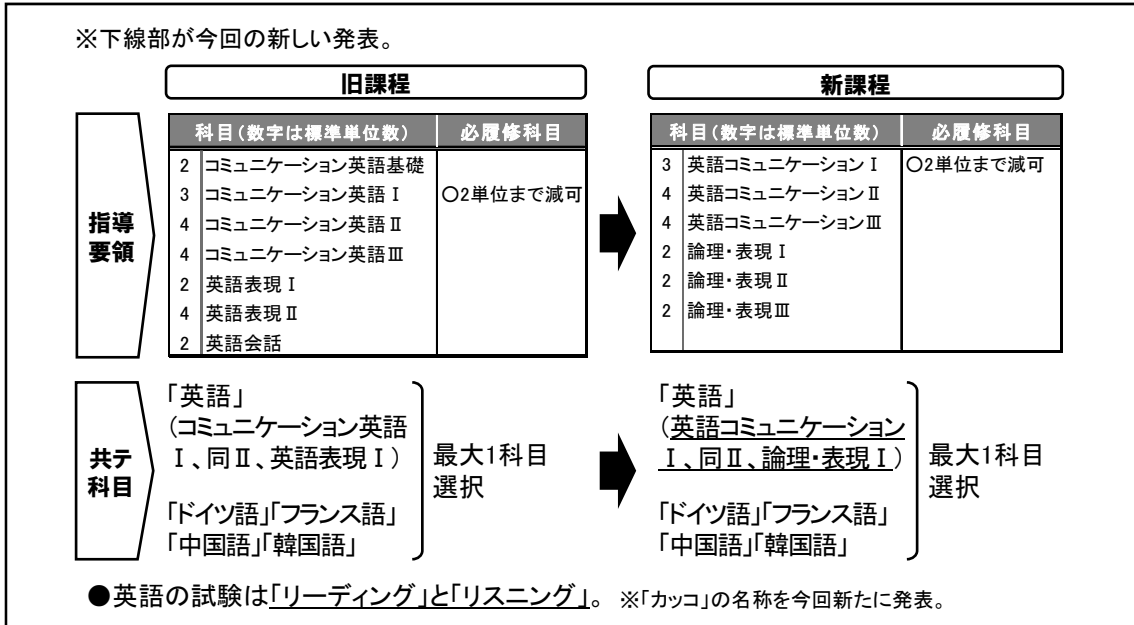 ※下線部が今回の新しい発表。
旧課程
新課程
指導
要領
科目(数字は標準単位数) 必履修科目
2 コミュニケーション英語基礎
3 コミュニケーション英語Ⅰ ○2単位まで減可
4 コミュニケーション英語Ⅱ
4 コミュニケーション英語Ⅲ
2 英語表現Ⅰ
4 英語表現Ⅱ
2 英語会話
科目(数字は標準単位数) 必履修科目
3 英語コミュニケーションⅠ ○2単位まで減可
4 英語コミュニケーションⅡ
4 英語コミュニケーションⅢ
2 論理・表現Ⅰ
2 論理・表現Ⅱ
2 論理・表現Ⅲ
共テ
科目
「英語」
(コミュニケーション英語
Ⅰ、同Ⅱ、英語表現Ⅰ)
「ドイツ語」「フランス語」
「中国語」「韓国語」
最大1科目
選択
「英語」
(英語コミュニケーション
Ⅰ、同Ⅱ、論理・表現Ⅰ)
「ドイツ語」「フランス語」
「中国語」「韓国語」
最大1科目
選択
●英語の試験は「リーディング」と「リスニング」。 ※「カッコ」の名称を今回新たに発表。